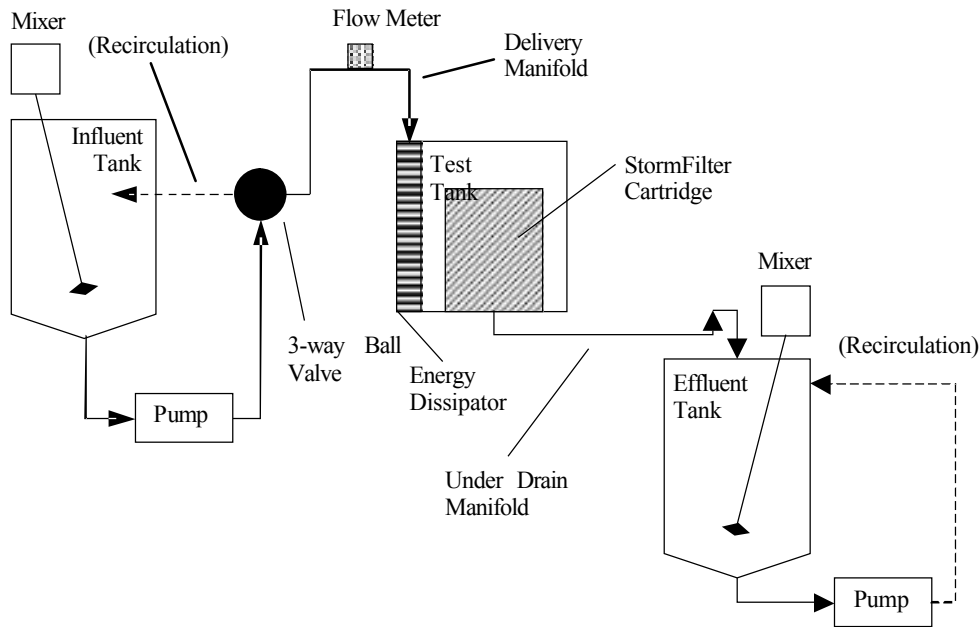 Mixer
(Recirculation)
Flow Meter
Delivery
Manifold
Influent
Tank
Test
Tank
StormFilter
Cartridge
3-way Ball
Valve
Energy
Dissipator
Pump
Mixer
(Recirculation)
Effluent
Tank
Under Drain
Manifold
Pump